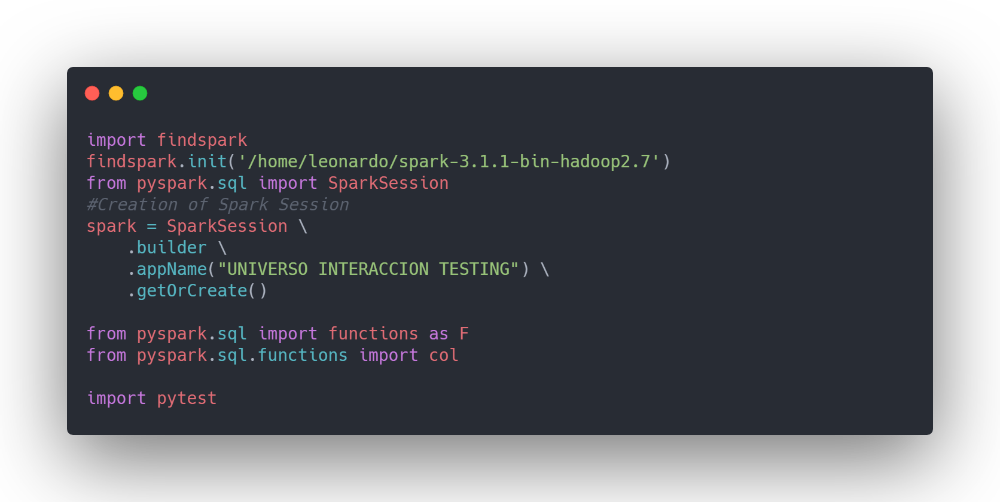 import findspark
findspark.init('/home/leonardo/spark-3.1.1-bin-hadoop2.7')
from pyspark.sql import SparkSession
#Creation of Spark Session
spark = SparkSession \
    .builder \
    .appName("UNIVERSO INTERACCION TESTING") \
    .getOrCreate()

from pyspark.sql import functions as F
from pyspark.sql.functions import col

import pytest